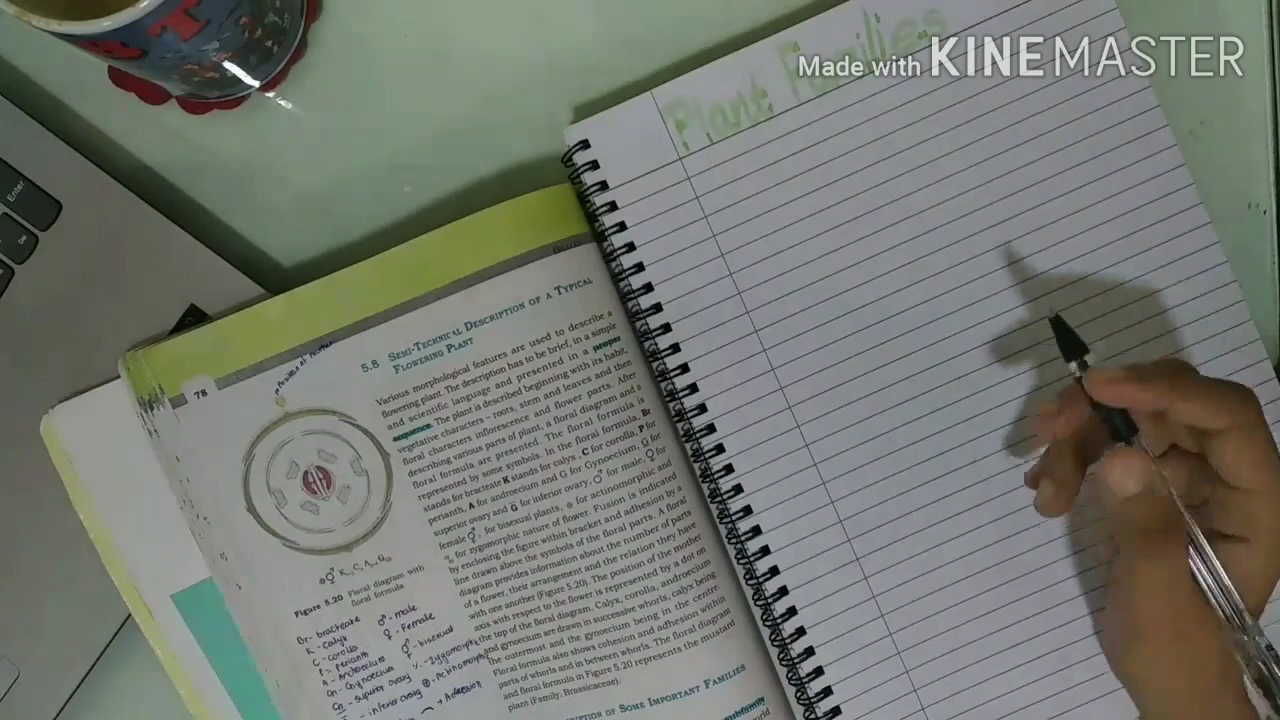 Made with KINEMASTER
Plant Families
Enter
78
position of mother
5.8 SEMI-TECHNICAL DESCRIPTION OF A TYPICAL
FLOWERING PLANT
Various morphological features are used to describe a
flowering plant. The description has to be brief, in a simple
and scientific language and presented in a proper
sequence. The plant is described beginning with its habit,
vegetative characters – roots, stem and leaves and then
floral characters inflorescence and flower parts. After
describing various parts of plant, a floral diagram and a
floral formula are presented. The floral formula is
represented by some symbols. In the floral formula, Br
stands for bracteate K stands for calyx , C for corolla, P for
perianth, A for androecium and G for Gynoecium, G for
superior ovary and G for inferior ovary, ♂ for male, ♀ for
female , ⚥ for bisexual plants, ⊕ for actinomorphic and
% for zygomorphic nature of flower. Fusion is indicated
by enclosing the figure within bracket and adhesion by a
line drawn above the symbols of the floral parts. A floral
diagram provides information about the number of parts
of a flower, their arrangement and the relation they have
with one another (Figure 5.20). The position of the mother
axis with respect to the flower is represented by a dot on
the top of the floral diagram. Calyx, corolla, androecium
and gynoecium are drawn in successive whorls, calyx being
the outermost and the gynoecium being in the centre
Floral formula also shows cohesion and adhesion within
parts of whorls and in between whorls. The floral diagram
and floral formula in Figure 5.20 represents the mustard
plant (Family: Brassicaceae).
Figure 5.20 Floral diagram with
floral formula
Br- bracteate ♂- male
K - calyx ♀- Female
C - corolla ⚥ - bisexual
P - perianth %- Zygomorphic
A - Androecium ⊕ - Actinomorph
G - Gynoecium
G - superior ovary
- inferior ovary → Adhesion
OF SOME IMPORTANT FAMILIES